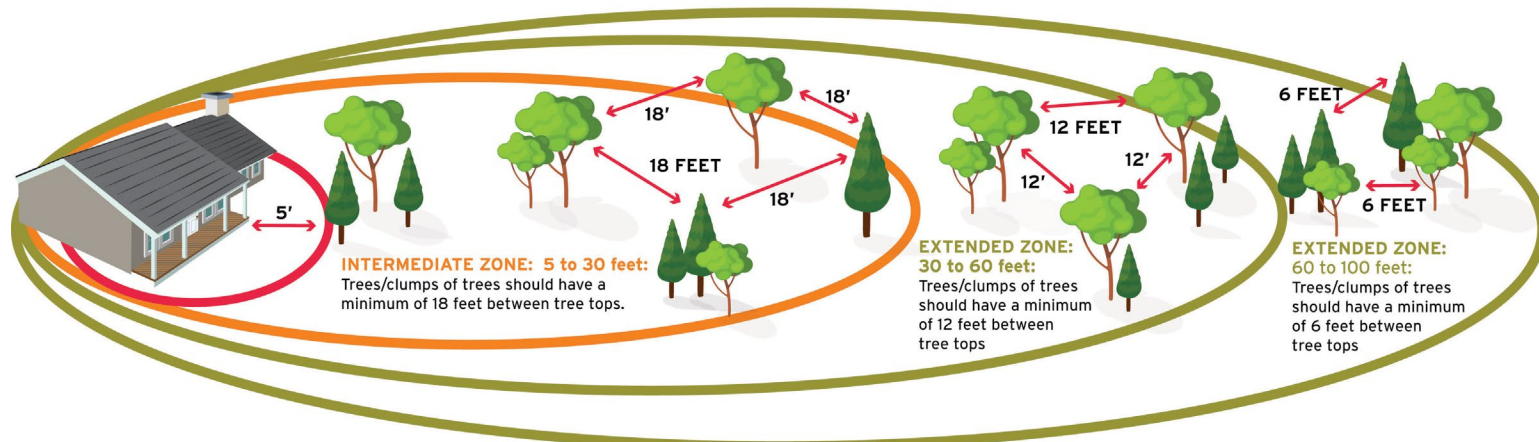 5′
INTERMEDIATE ZONE: 5 to 30 feet:
Trees/clumps of trees should have a
minimum of 18 feet between tree tops.
18′
18′
18 FEET
18′
12 FEET
12′
12′
EXTENDED ZONE:
30 to 60 feet:
Trees/clumps of trees
should have a minimum
of 12 feet between
tree tops
6 FEET
6 FEET
EXTENDED ZONE:
60 to 100 feet:
Trees/clumps of trees
should have a minimum
of 6 feet between
tree tops